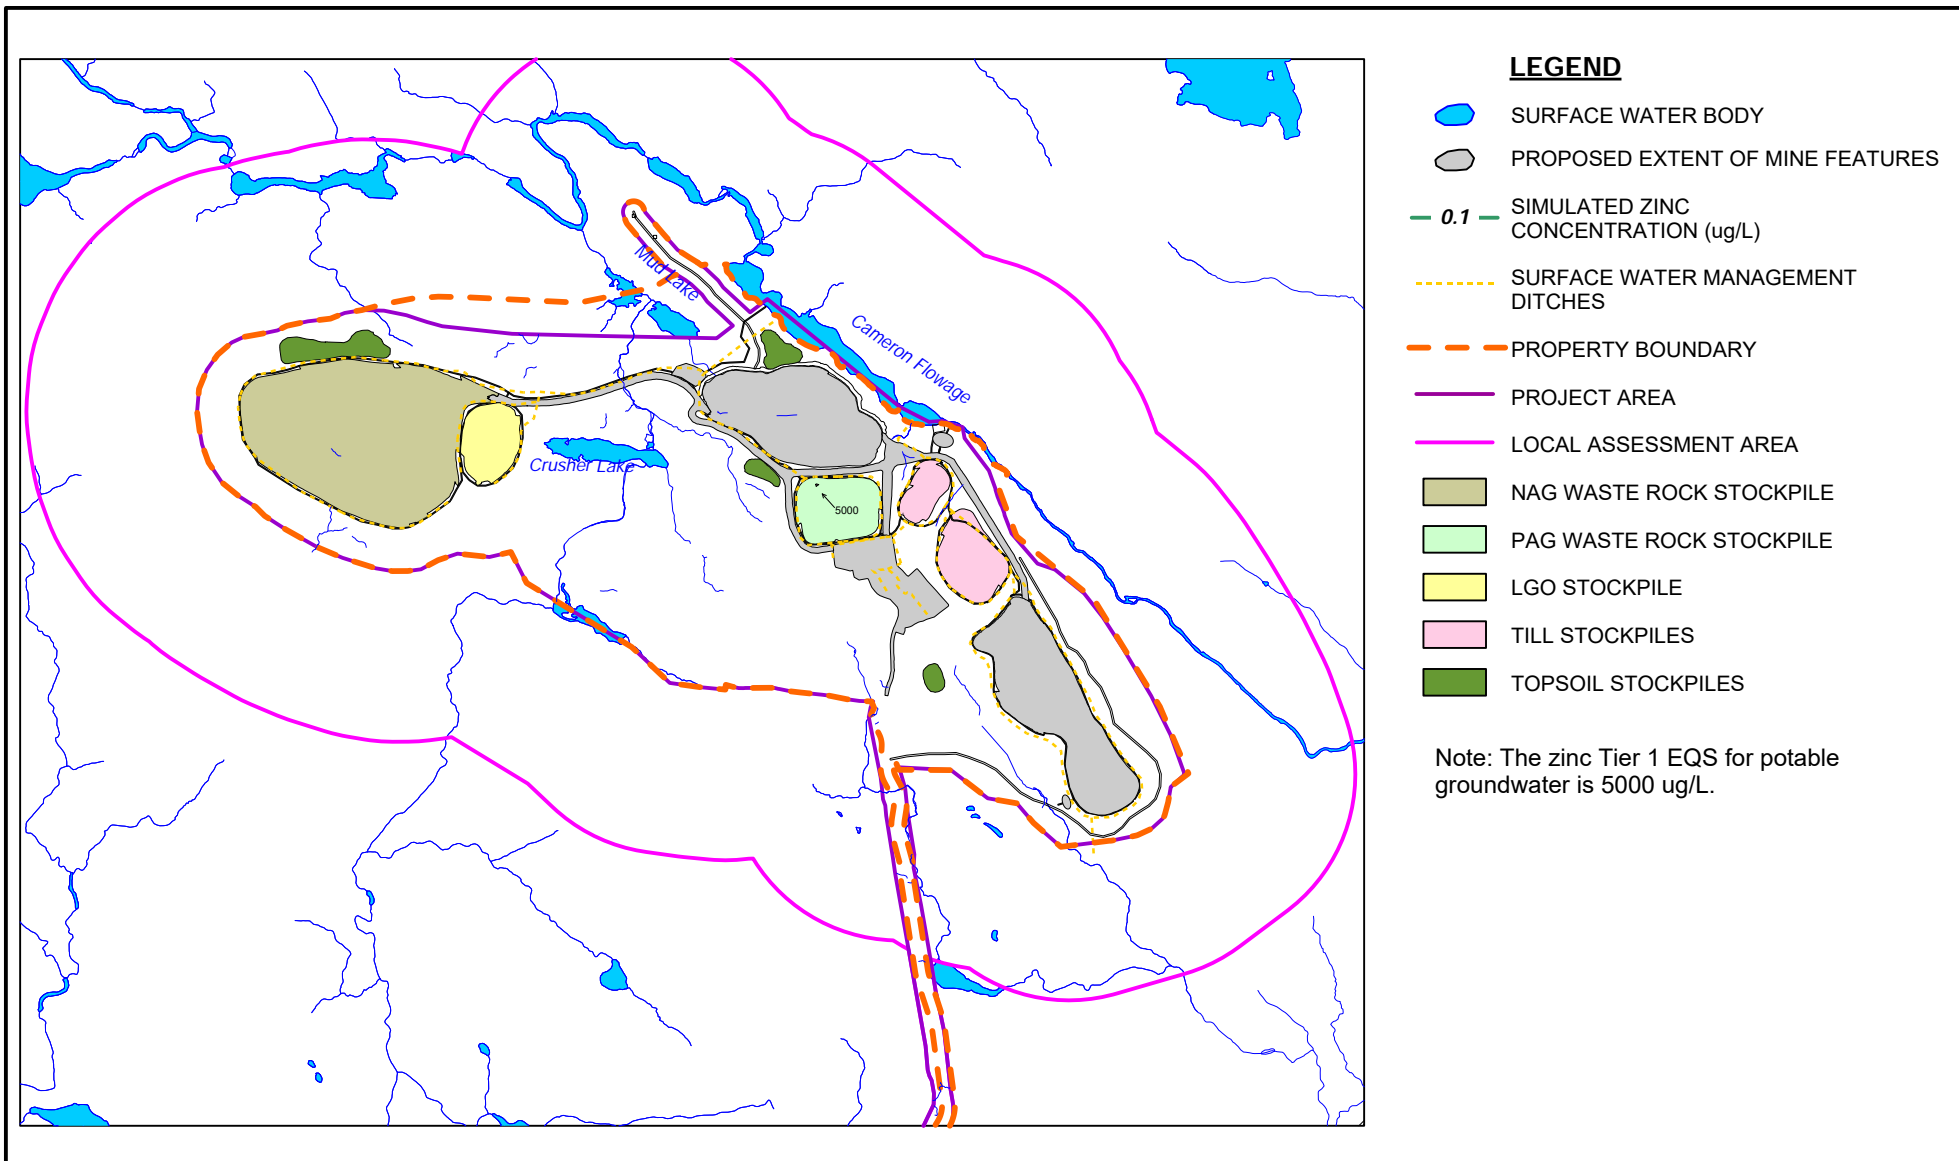 LEGEND
SURFACE WATER BODY
PROPOSED EXTENT OF MINE FEATURES
0.1
SIMULATED ZINC
CONCENTRATION (ug/L)
SURFACE WATER MANAGEMENT
DITCHES
PROPERTY BOUNDARY
PROJECT AREA
LOCAL ASSESSMENT AREA
NAG WASTE ROCK STOCKPILE
PAG WASTE ROCK STOCKPILE
LGO STOCKPILE
TILL STOCKPILES
TOPSOIL STOCKPILES
Note: The zinc Tier 1 EQS for potable
groundwater is 5000 ug/L.
Mud Lake
Cameron Flowage
Crusher Lake
5000